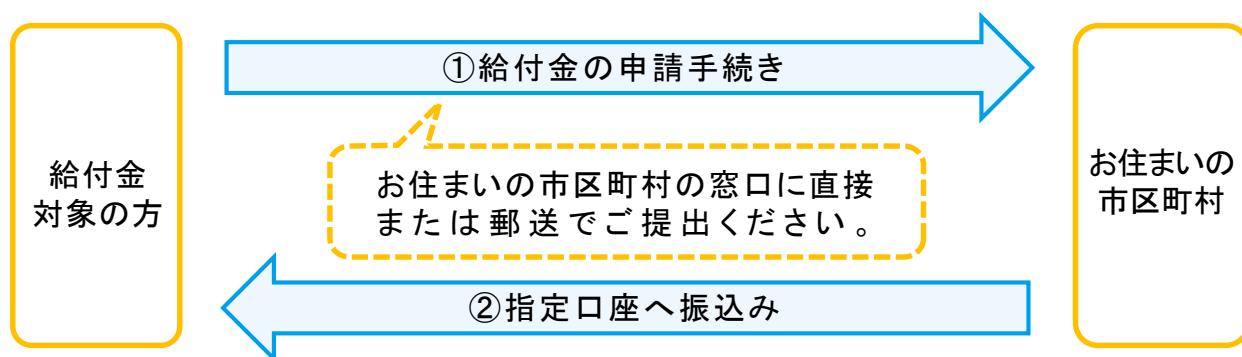 ①給付金の申請手続き
給付金
対象の方
お住まいの市区町村の窓口に直接
または郵送でご提出ください。
お住まいの
市区町村
②指定口座へ振込み